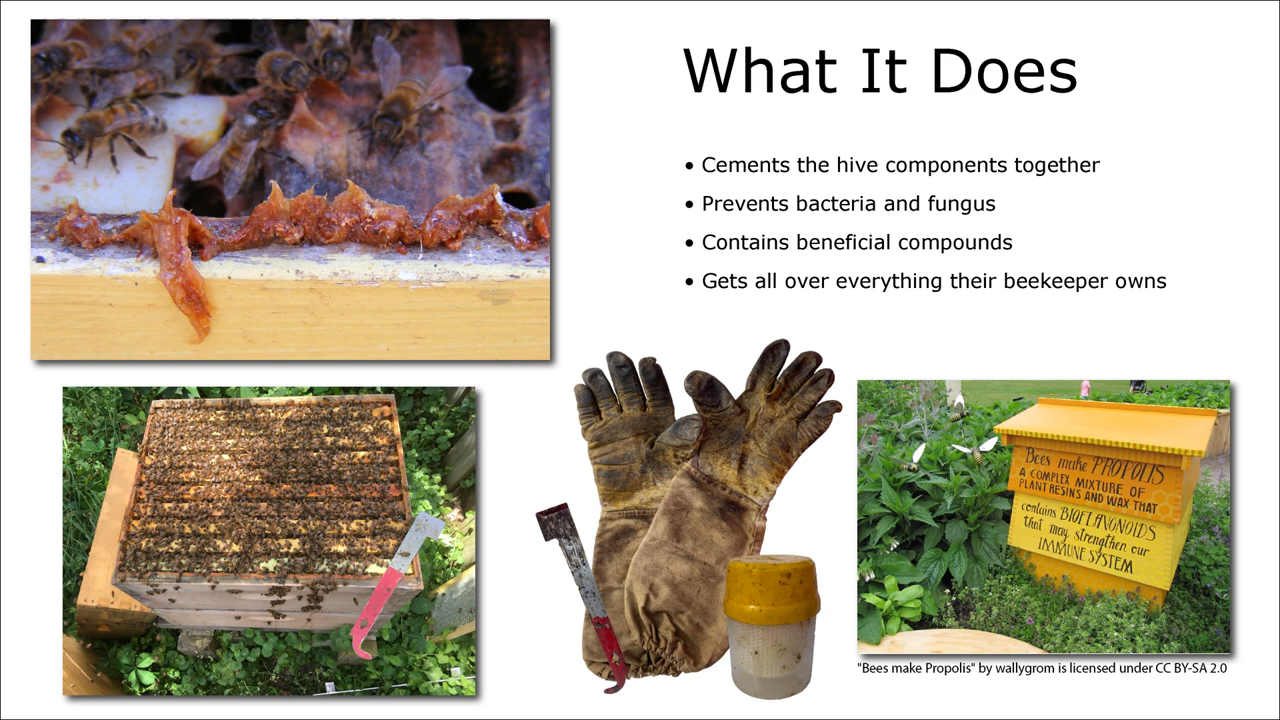 What It Does
• Cements the hive components together
• Prevents bacteria and fungus
• Contains beneficial compounds
• Gets all over everything their beekeeper owns
Bees make PROPOLIS
A COMPLEX MIXTURE OF
PLANT RESINS AND WAX THAT
contains BIOFLAVONOIDS
that may strengthen our
IMMUNE SYSTEM
"Bees make Propolis" by wallygrom is licensed under CC BY-SA 2.0